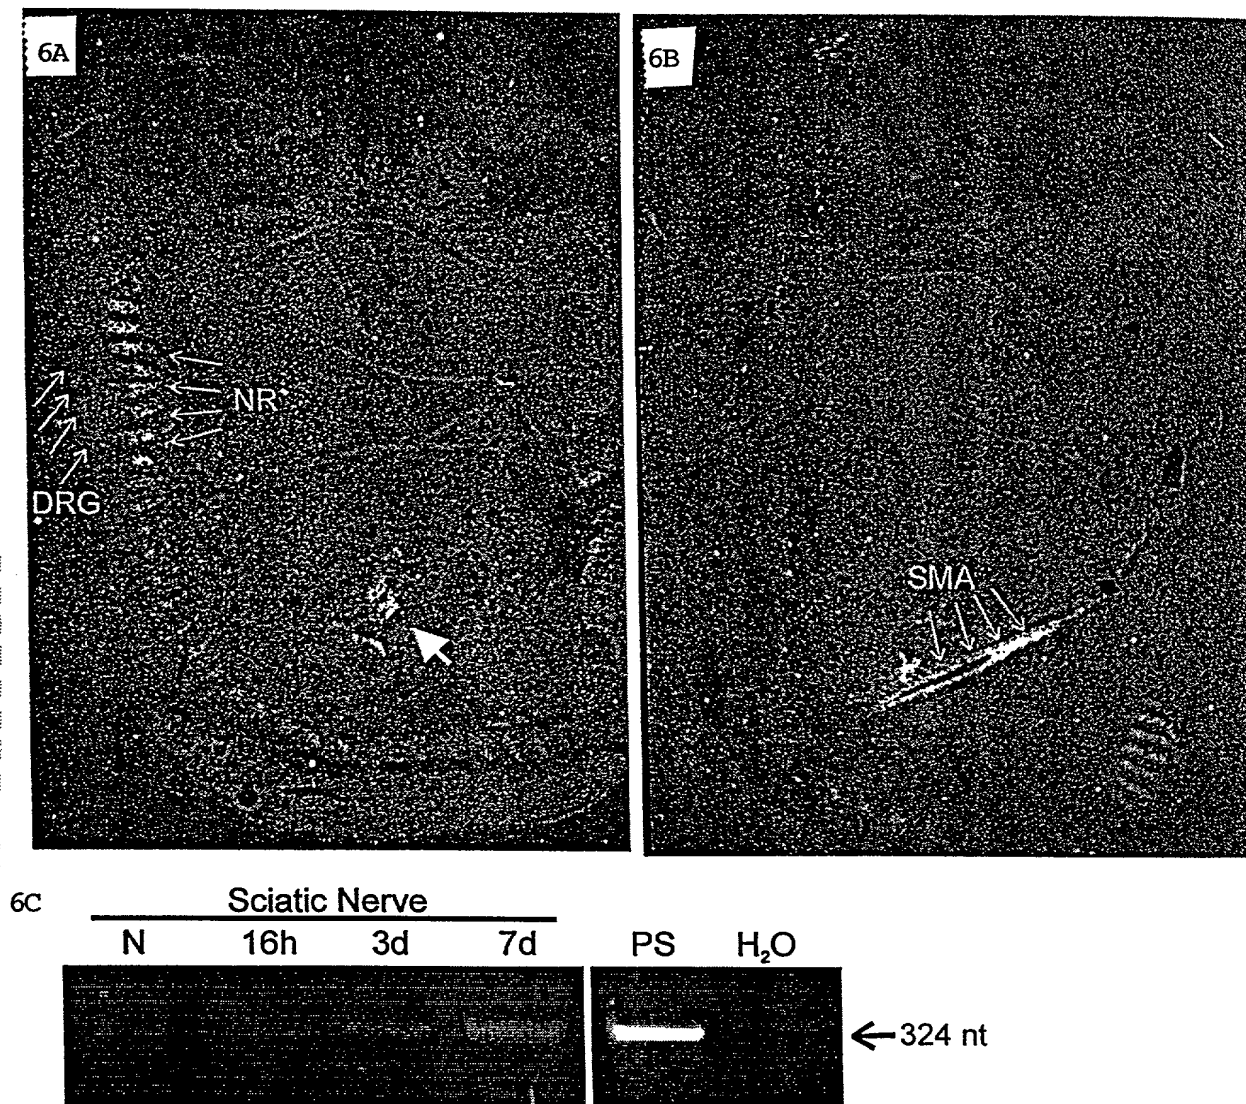 6A
6B
NR
DRG
SMA
6C
Sciatic Nerve
N 16h 3d 7d PS H₂O
324 nt